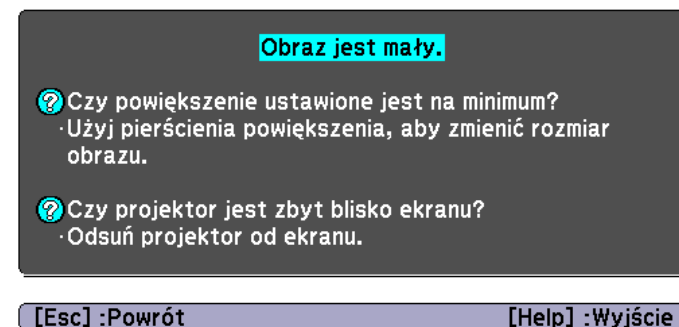 Obraz jest mały.
? Czy powiększenie ustawione jest na minimum?
·Użyj pierścienia powiększenia, aby zmienić rozmiar
obrazu.
? Czy projektor jest zbyt blisko ekranu?
·Odsuń projektor od ekranu.
[Esc] :Powrót [Help] :Wyjście